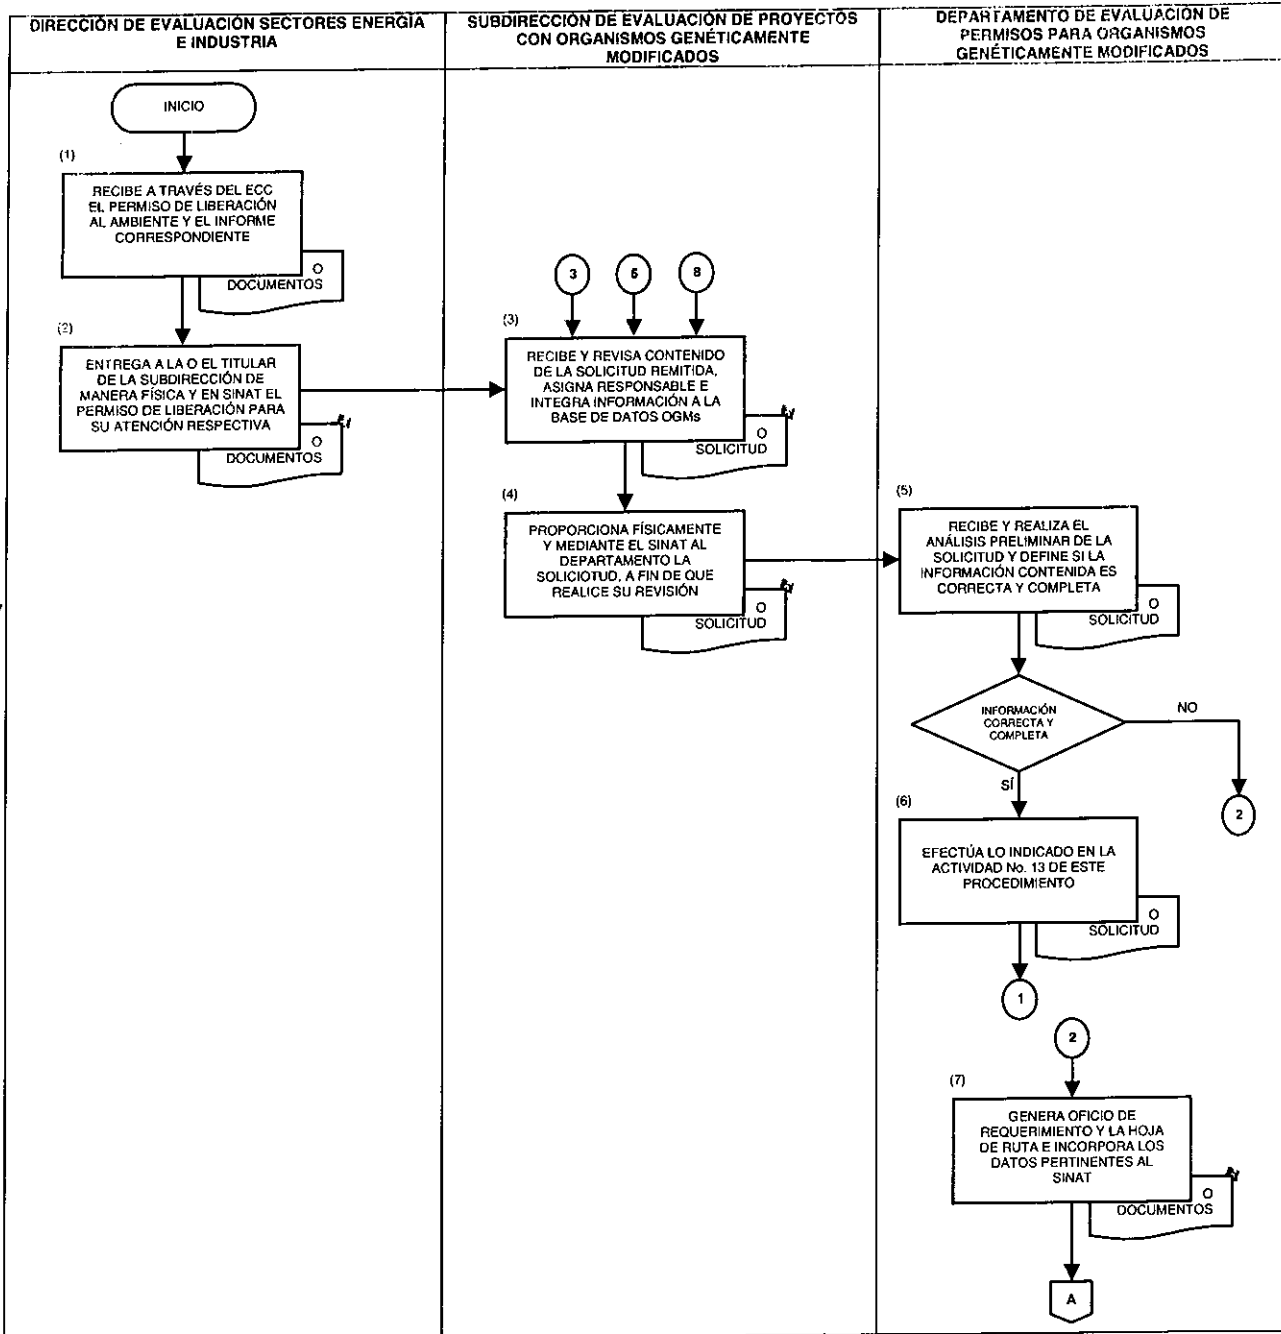 DIRECCIÓN DE EVALUACIÓN SECTORES ENERGÍA
E INDUSTRIA
SUBDIRECCIÓN DE EVALUACIÓN DE PROYECTOS
CON ORGANISMOS GENÉTICAMENTE
MODIFICADOS
DEPARTAMENTO DE EVALUACIÓN DE
PERMISOS PARA ORGANISMOS
GENÉTICAMENTE MODIFICADOS
INICIO
(1)
RECIBE A TRAVÉS DEL ECC
EL PERMISO DE LIBERACIÓN
AL AMBIENTE Y EL INFORME
CORRESPONDIENTE
O
DOCUMENTOS
(2)
ENTREGA A LA O EL TITULAR
DE LA SUBDIRECCIÓN DE
MANERA FÍSICA Y EN SINAT EL
PERMISO DE LIBERACIÓN PARA
SU ATENCIÓN RESPECTIVA
O
DOCUMENTOS
3
5
8
(3)
RECIBE Y REVISA CONTENIDO
DE LA SOLICITUD REMITIDA,
ASIGNA RESPONSABLE E
INTEGRA INFORMACIÓN A LA
BASE DE DATOS OGMs
O
SOLICITUD
(4)
PROPORCIONA FÍSICAMENTE
Y MEDIANTE EL SINAT AL
DEPARTAMENTO LA
SOLICIOTUD, A FIN DE QUE
REALICE SU REVISIÓN
O
SOLICITUD
(5)
RECIBE Y REALIZA EL
ANÁLISIS PRELIMINAR DE LA
SOLICITUD Y DEFINE SI LA
INFORMACIÓN CONTENIDA ES
CORRECTA Y COMPLETA
O
SOLICITUD
INFORMACIÓN
CORRECTA Y
COMPLETA
NO
2
SÍ
(6)
EFECTÚA LO INDICADO EN LA
ACTIVIDAD No. 13 DE ESTE
PROCEDIMIENTO
O
SOLICITUD
1
2
(7)
GENERA OFICIO DE
REQUERIMIENTO Y LA HOJA
DE RUTA E INCORPORA LOS
DATOS PERTINENTES AL
SINAT
O
DOCUMENTOS
A